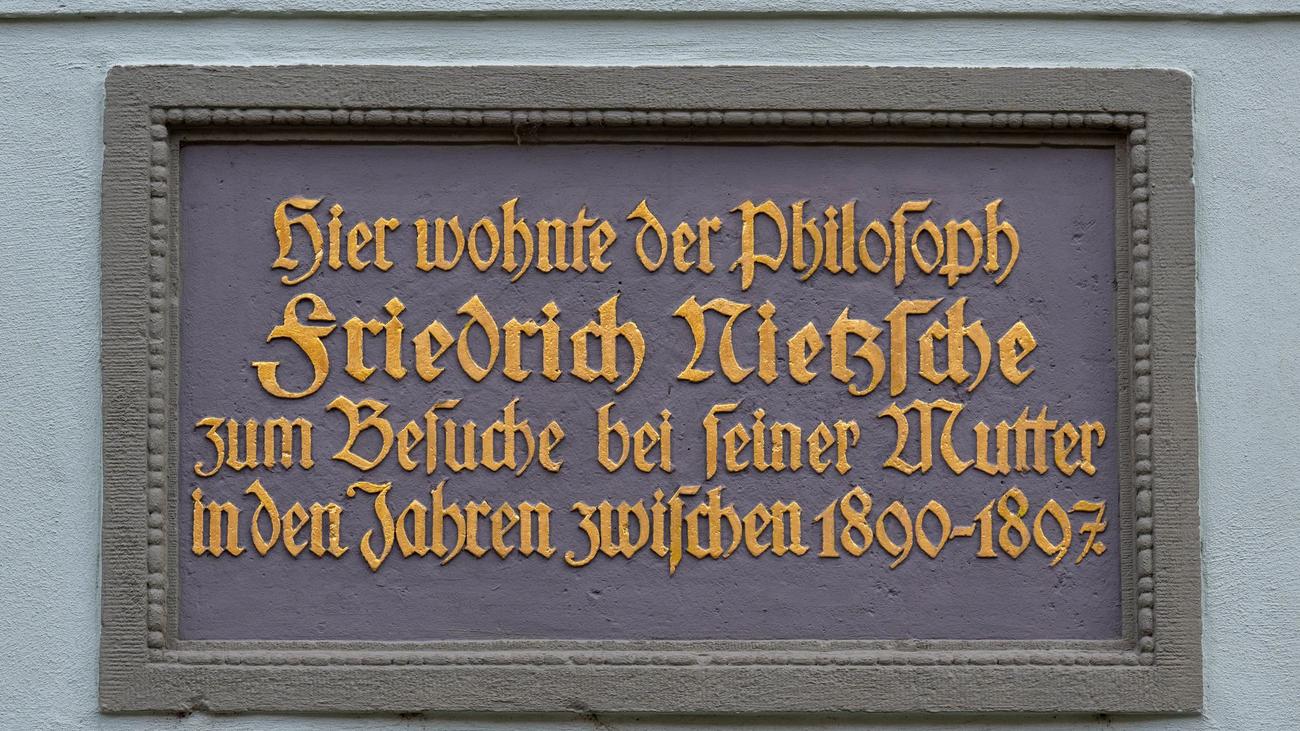 Hier wohnte der Philoſoph
Friedrich Nietzſche
zum Beſuche bei ſeiner Mutter
in den Jahren zwiſchen 1890-1897.